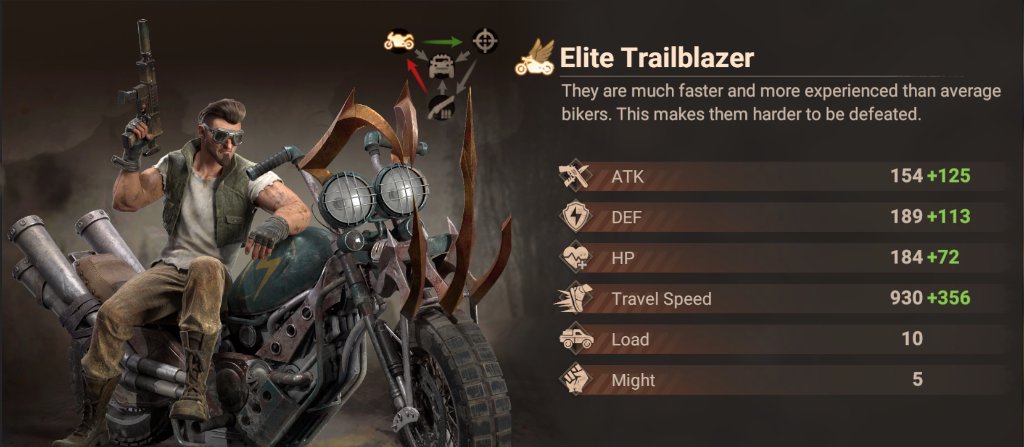 Elite Trailblazer
They are much faster and more experienced than average
bikers. This makes them harder to be defeated.
ATK 154 +125
DEF 189 +113
HP 184 +72
Travel Speed 930 +356
Load 10
Might 5